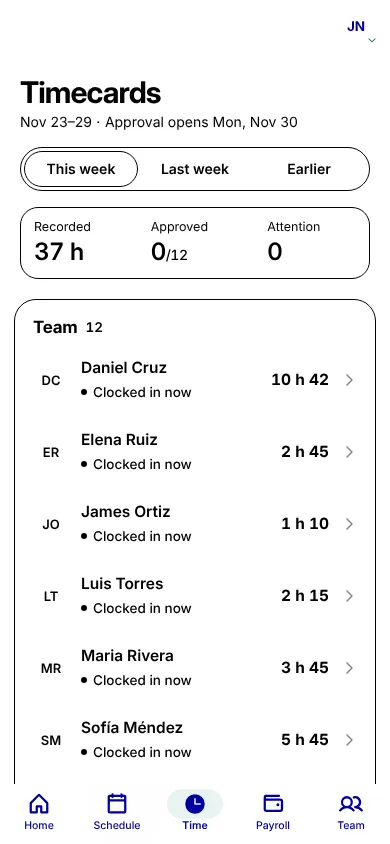 JN
Timecards
Nov 23–29 · Approval opens Mon, Nov 30
This week Last week Earlier
Recorded Approved Attention
37 h 0/12 0
Team 12
DC Daniel Cruz 10 h 42
Clocked in now
ER Elena Ruiz 2 h 45
Clocked in now
JO James Ortiz 1 h 10
Clocked in now
LT Luis Torres 2 h 15
Clocked in now
MR Maria Rivera 3 h 45
Clocked in now
SM Sofía Méndez 5 h 45
Clocked in now
Home Schedule Time Payroll Team